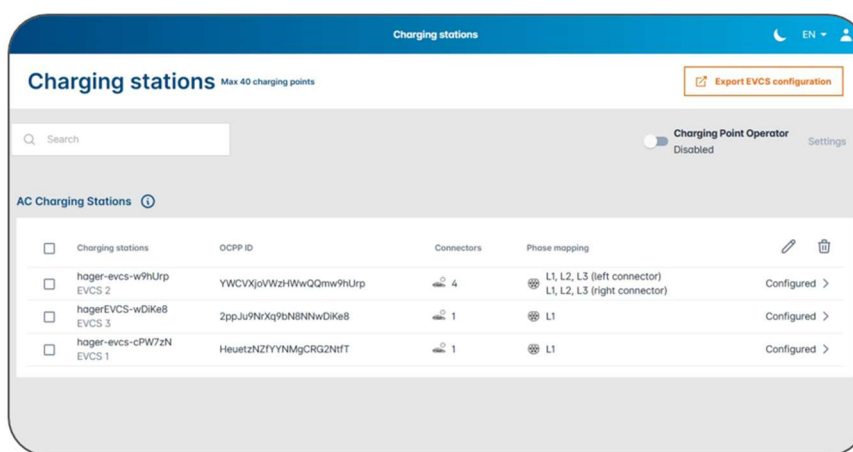 Charging stations
EN
Charging stations Max 40 charging points
Export EVCS configuration
Search
Charging Point Operator
Disabled
Settings
AC Charging Stations
Charging stations OCPP ID Connectors Phase mapping
hager-evcs-w9hUrp
EVCS 2
YWCVXjoVWzHWwQQmw9hUrp
4
L1, L2, L3 (left connector)
L1, L2, L3 (right connector)
Configured
hagerEVCS-wDiKe8
EVCS 3
2ppJu9NrXq9bN8NNwDiKe8
1
L1
Configured
hager-evcs-cPW7zN
EVCS 1
HeuetzNZfYYNMgCRG2NtfT
1
L1
Configured